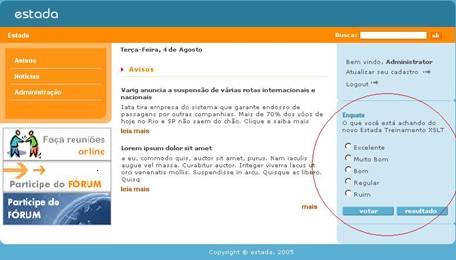 estada
Estada
Busca:
ok
Avisos
Notícias
Administração
Faça reuniões
online
Participe do FÓRUM
Participe do
FÓRUM
Terça-Feira, 4 de Agosto
Avisos
Varig anuncia a suspensão de várias rotas internacionais e
nacionais
Iata tira empresa do sistema que garante endosso de
passagens por outras companhias. Mais de 70% dos vôos de
hoje no Rio e SP não saem do chão. Clique e saiba mais
leia mais
Lorem ipsum dolor sit amet
a eu, commodo quis, auctor sit amet, purus. Nam iaculis
augue vel massa. Curabitur auctor. Integer viverra lacus ut
orci venenatis mollis. Suspendisse in arcu. Quisque ac libero.
Quisq
leia mais
mais
Bem vindo, Administrator
Atualizar seu cadastro
Logout
Enquete
O que você está achando do
novo Estada Treinamento XSLT
Excelente
Muito Bom
Bom
Regular
Ruim
votar
resultado
Copyright © estada, 2005